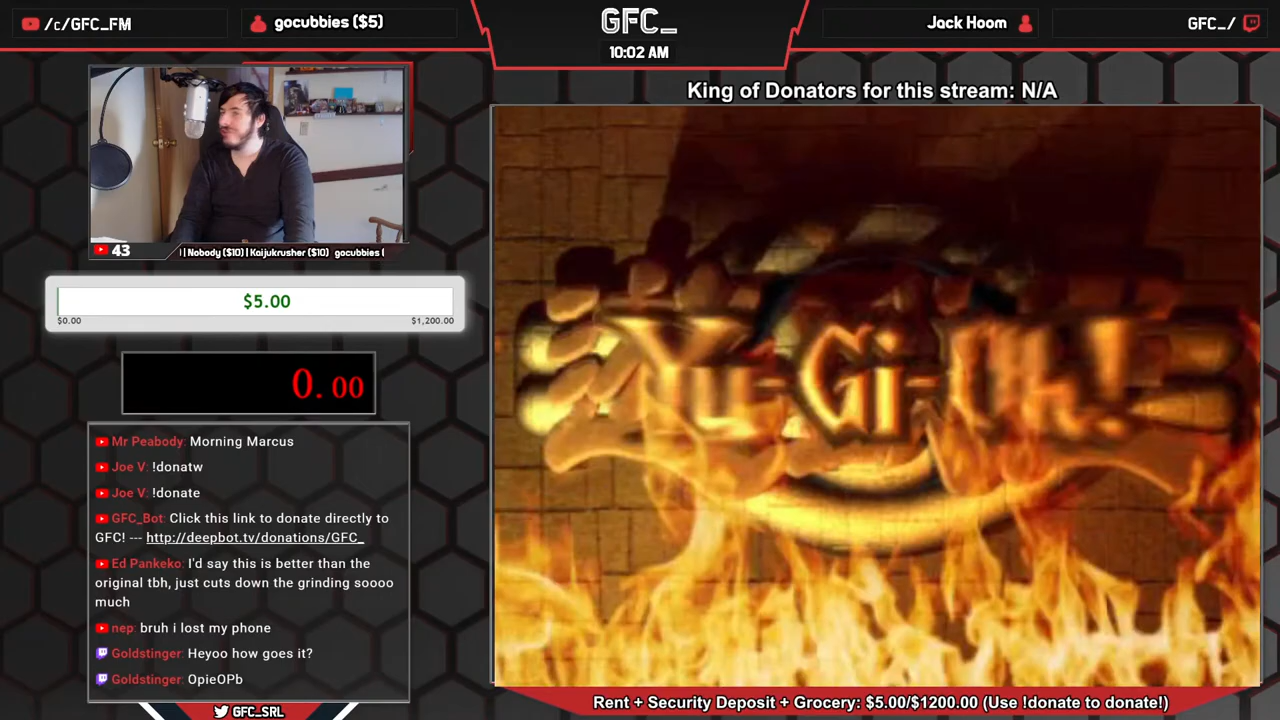 /c/GFC_FM
gocubbies ($5)
GFC_
10:02 AM
Jack Hoom
GFC_/
King of Donators for this stream: N/A
43
| Nobody ($10) | Kaijukrusher ($10) gocubbies (
$5.00
$0.00
$1,200.00
0.00
Yu-Gi-Oh!
Mr Peabody: Morning Marcus
Joe V: !donatw
Joe V: !donate
GFC_Bot: Click this link to donate directly to
GFC! --- http://deepbot.tv/donations/GFC_
Ed Pankeko: I'd say this is better than the
original tbh, just cuts down the grinding soooo
much
nep: bruh i lost my phone
Goldstinger: Heyoo how goes it?
Goldstinger: OpieOPb
GFC_SRL
Rent + Security Deposit + Grocery: $5.00/$1200.00 (Use !donate to donate!)